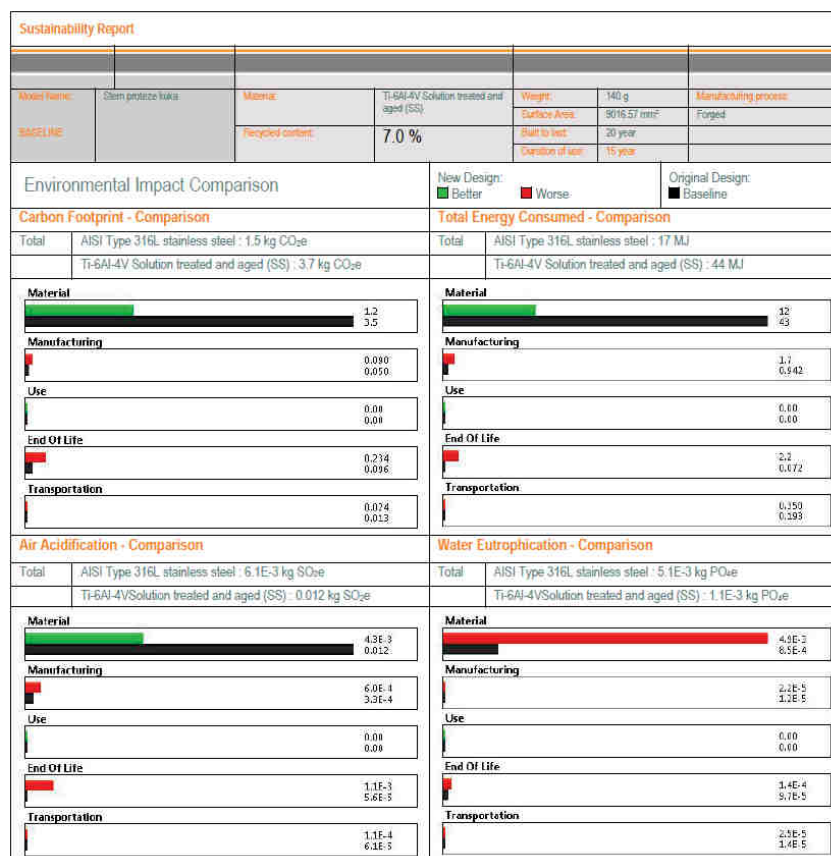 Sustainability Report
Model Name: Stem proteze kuka Material: Ti-6Al-4V Solution treated and aged (SS) Weight: 140 g Manufacturing process:
Surface Area: 9016.57 mm² Forged
BASELINE Recycled content: 7.0 % Built to last: 20 year
Duration of use: 15 year
Environmental Impact Comparison
New Design:
Better Worse
Original Design:
Baseline
Carbon Footprint - Comparison
Total AISI Type 316L stainless steel : 1.5 kg CO₂e
Ti-6Al-4V Solution treated and aged (SS) : 3.7 kg CO₂e
Material
1.2
3.5
Manufacturing
0.090
0.050
Use
0.00
0.00
End Of Life
0.234
0.096
Transportation
0.024
0.013
Total Energy Consumed - Comparison
Total AISI Type 316L stainless steel : 17 MJ
Ti-6Al-4V Solution treated and aged (SS) : 44 MJ
Material
12
43
Manufacturing
1.7
0.942
Use
0.00
0.00
End Of Life
2.2
0.072
Transportation
0.350
0.193
Air Acidification - Comparison
Total AISI Type 316L stainless steel : 6.1E-3 kg SO₂e
Ti-6Al-4VSolution treated and aged (SS) : 0.012 kg SO₂e
Material
4.3E-3
0.012
Manufacturing
6.0E-4
3.3E-4
Use
0.00
0.00
End Of Life
1.1E-3
5.6E-5
Transportation
1.1E-4
6.1E-5
Water Eutrophication - Comparison
Total AISI Type 316L stainless steel : 5.1E-3 kg PO₄e
Ti-6Al-4VSolution treated and aged (SS) : 1.1E-3 kg PO₄e
Material
4.9E-3
8.5E-4
Manufacturing
2.2E-5
1.2E-5
Use
0.00
0.00
End Of Life
1.4E-4
9.7E-5
Transportation
2.5E-5
1.4E-5